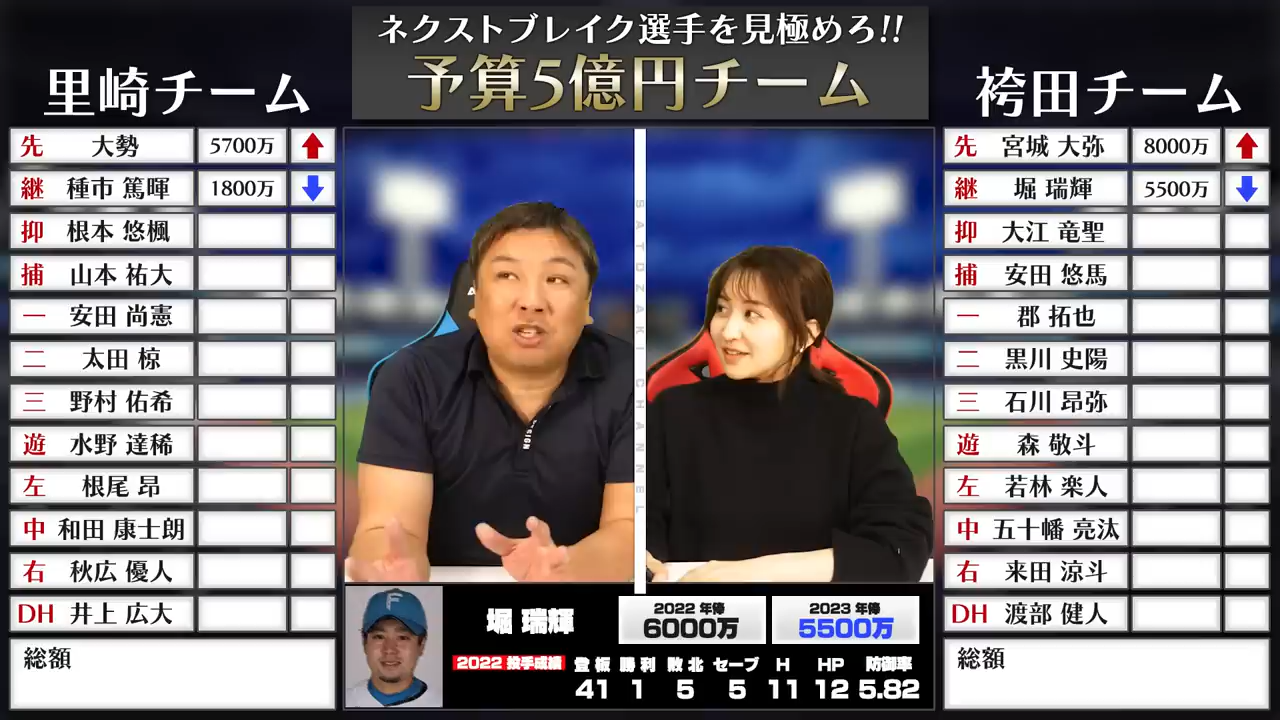 ネクストブレイク選手を見極めろ!!
予算5億円チーム
里崎チーム
先 大勢 5700万
継 種市 篤暉 1800万
抑 根本 悠楓
捕 山本 祐大
一 安田 尚憲
二 太田 椋
三 野村 佑希
遊 水野 達稀
左 根尾 昂
中 和田 康士朗
右 秋広 優人
DH 井上 広大
総額
SATOZAKI CHANNEL
袴田チーム
先 宮城 大弥 8000万
継 堀 瑞輝 5500万
抑 大江 竜聖
捕 安田 悠馬
一 郡 拓也
二 黒川 史陽
三 石川 昂弥
遊 森 敬斗
左 若林 楽人
中 五十幡 亮汰
右 来田 涼斗
DH 渡部 健人
総額
F
堀 瑞輝
2022 年俸
6000万
2023 年俸
5500万
2022 投手成績 登板 勝利 敗北 セーブ H HP 防御率
41 1 5 5 11 12 5.82